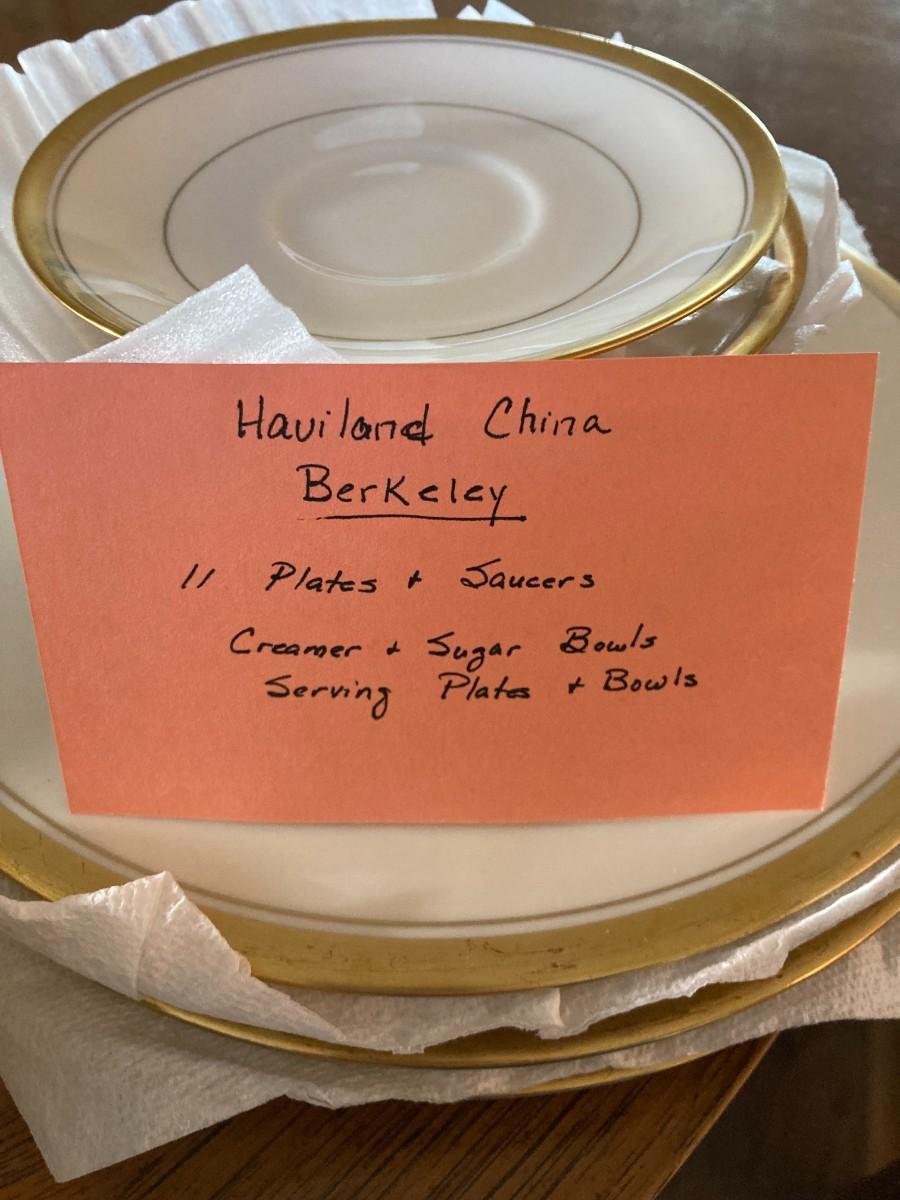 Haviland China
Berkeley
11 Plates + Saucers
Creamer + Sugar Bowls
Serving Plates + Bowls